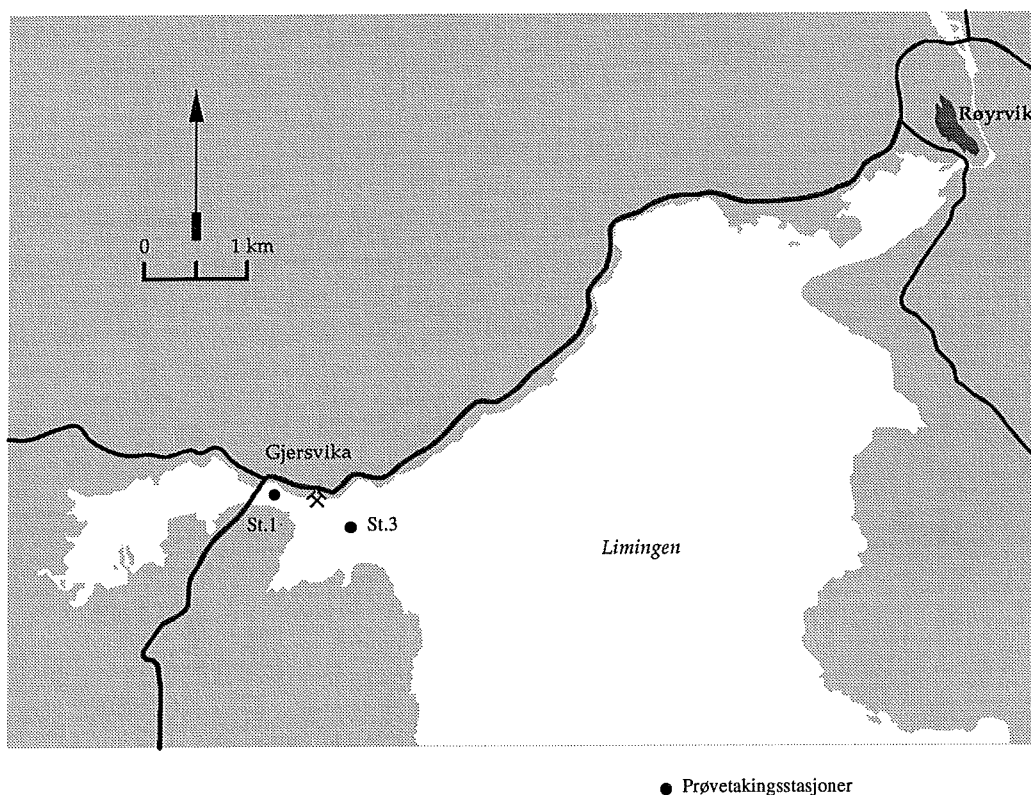 Røyrvik
0
1 km
Gjersvika
St.1
St.3
Limingen
Prøvetakingsstasjoner